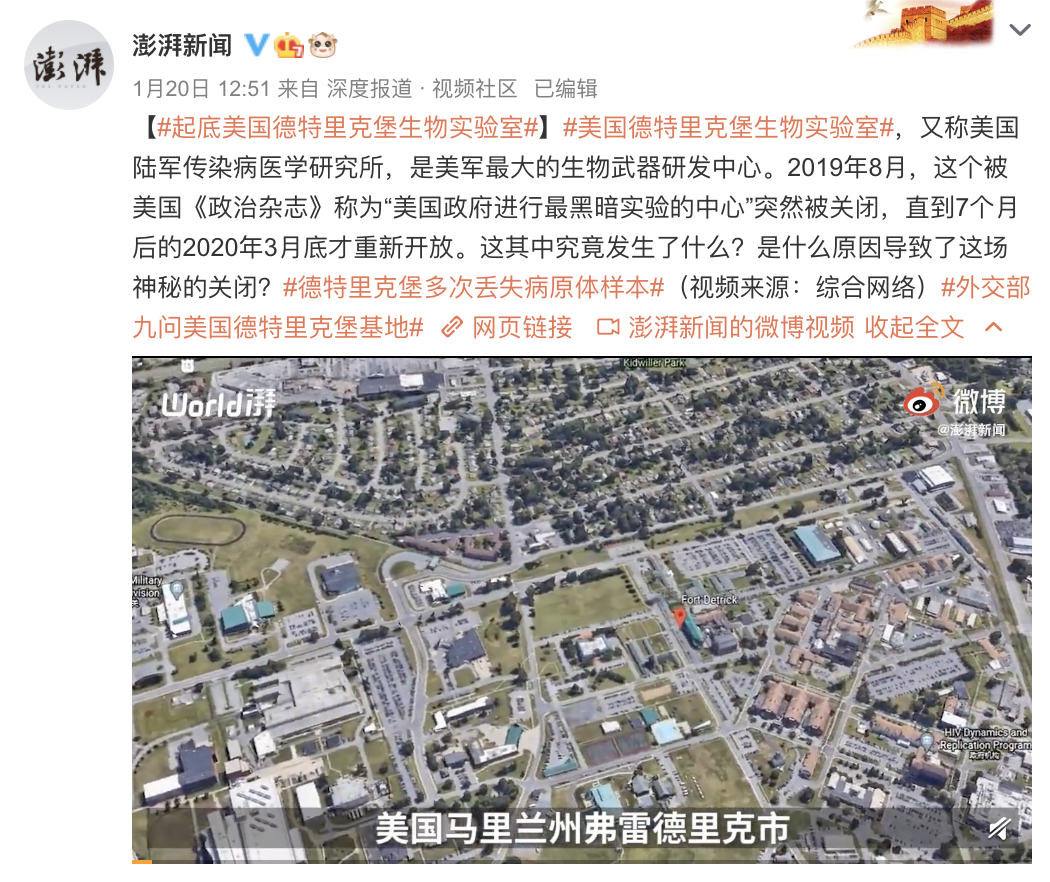 澎湃
THE PAPER
澎湃新闻
1月20日 12:51 来自 深度报道 · 视频社区 已编辑
【#起底美国德特里克堡生物实验室#】#美国德特里克堡生物实验室#，又称美国
陆军传染病医学研究所，是美军最大的生物武器研发中心。2019年8月，这个被
美国《政治杂志》称为“美国政府进行最黑暗实验的中心”突然被关闭，直到7个月
后的2020年3月底才重新开放。这其中究竟发生了什么？是什么原因导致了这场
神秘的关闭？#德特里克堡多次丢失病原体样本#（视频来源：综合网络）#外交部
九问美国德特里克堡基地# 网页链接 澎湃新闻的微博视频 收起全文
Kidwiller Park
World湃
微博
@澎湃新闻
Military
vision
Fort Detrick
HIV Dynamics and
Replication Program
政府机构
美国马里兰州弗雷德里克市